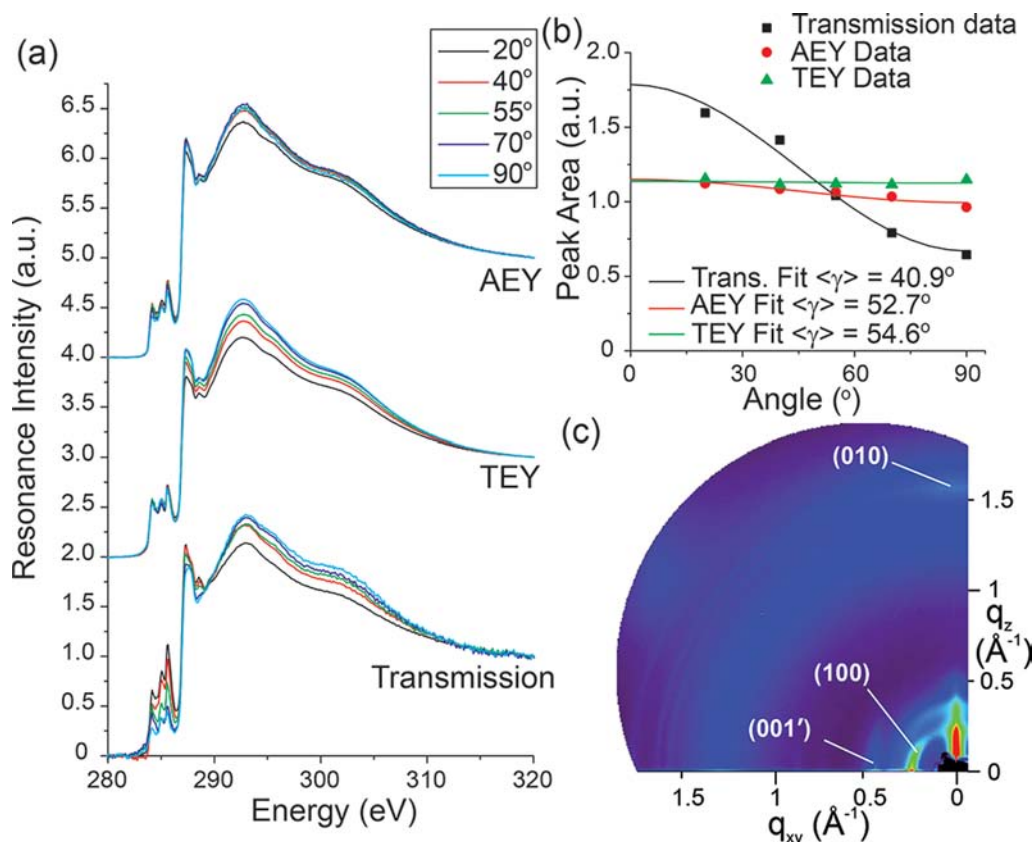 (a)
20°
40°
55°
70°
90°
6.5
6.0
5.5
5.0
4.5
4.0
3.5
3.0
2.5
2.0
1.5
1.0
0.5
0
Resonance Intensity (a.u.)
AEY
TEY
Transmission
280 290 300 310 320
Energy (eV)
(b)
Transmission data
AEY Data
TEY Data
2.0
1.5
1.0
0.5
0
Peak Area (a.u.)
Trans. Fit <γ> = 40.9°
AEY Fit <γ> = 52.7°
TEY Fit <γ> = 54.6°
0 30 60 90
Angle (°)
(c)
(010)
(100)
(001′)
1.5
1
q_z
(Å⁻¹)
0.5
0
1.5 1 0.5 0
q_xy (Å⁻¹)